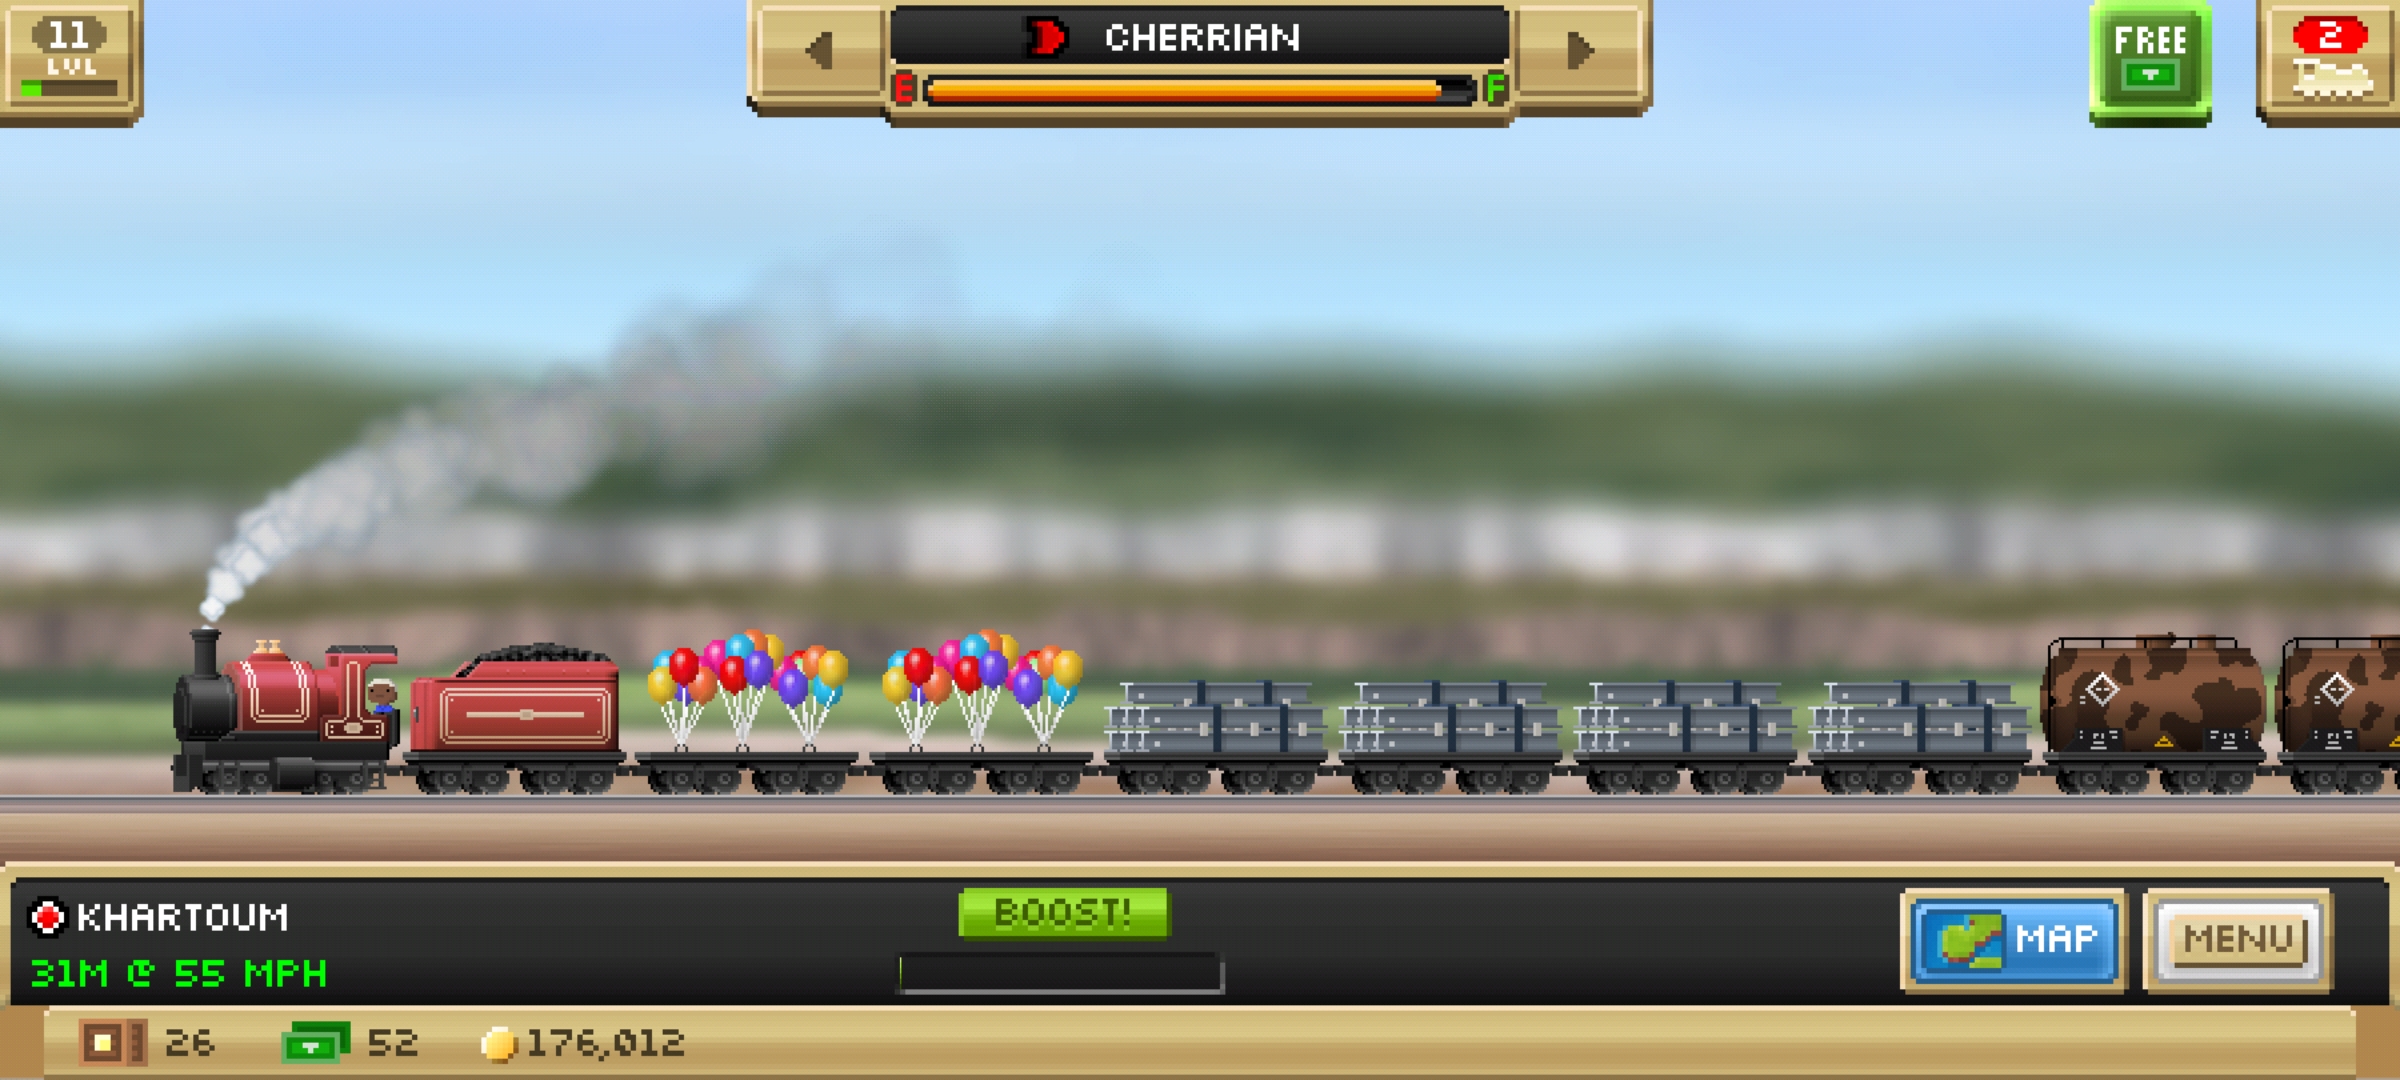 11
LVL
CHERRIAN
E F
FREE
2
KHARTOUM
31M @ 55 MPH
BOOST!
MAP
MENU
26
52
176,012